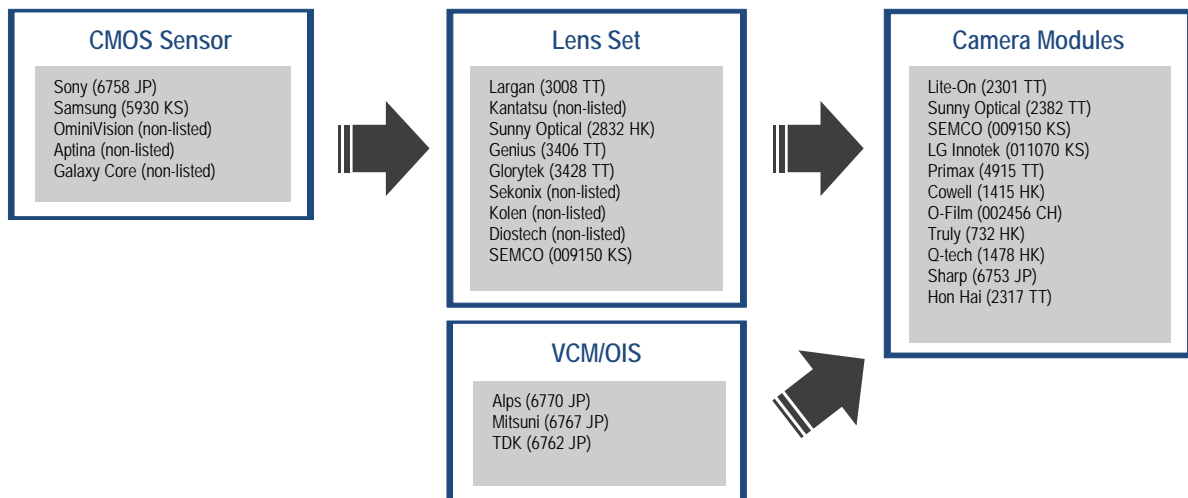 CMOS Sensor
Sony (6758 JP)
Samsung (5930 KS)
OminiVision (non-listed)
Aptina (non-listed)
Galaxy Core (non-listed)
Lens Set
Largan (3008 TT)
Kantatsu (non-listed)
Sunny Optical (2832 HK)
Genius (3406 TT)
Glorytek (3428 TT)
Sekonix (non-listed)
Kolen (non-listed)
Diostech (non-listed)
SEMCO (009150 KS)
VCM/OIS
Alps (6770 JP)
Mitsuni (6767 JP)
TDK (6762 JP)
Camera Modules
Lite-On (2301 TT)
Sunny Optical (2382 TT)
SEMCO (009150 KS)
LG Innotek (011070 KS)
Primax (4915 TT)
Cowell (1415 HK)
O-Film (002456 CH)
Truly (732 HK)
Q-tech (1478 HK)
Sharp (6753 JP)
Hon Hai (2317 TT)